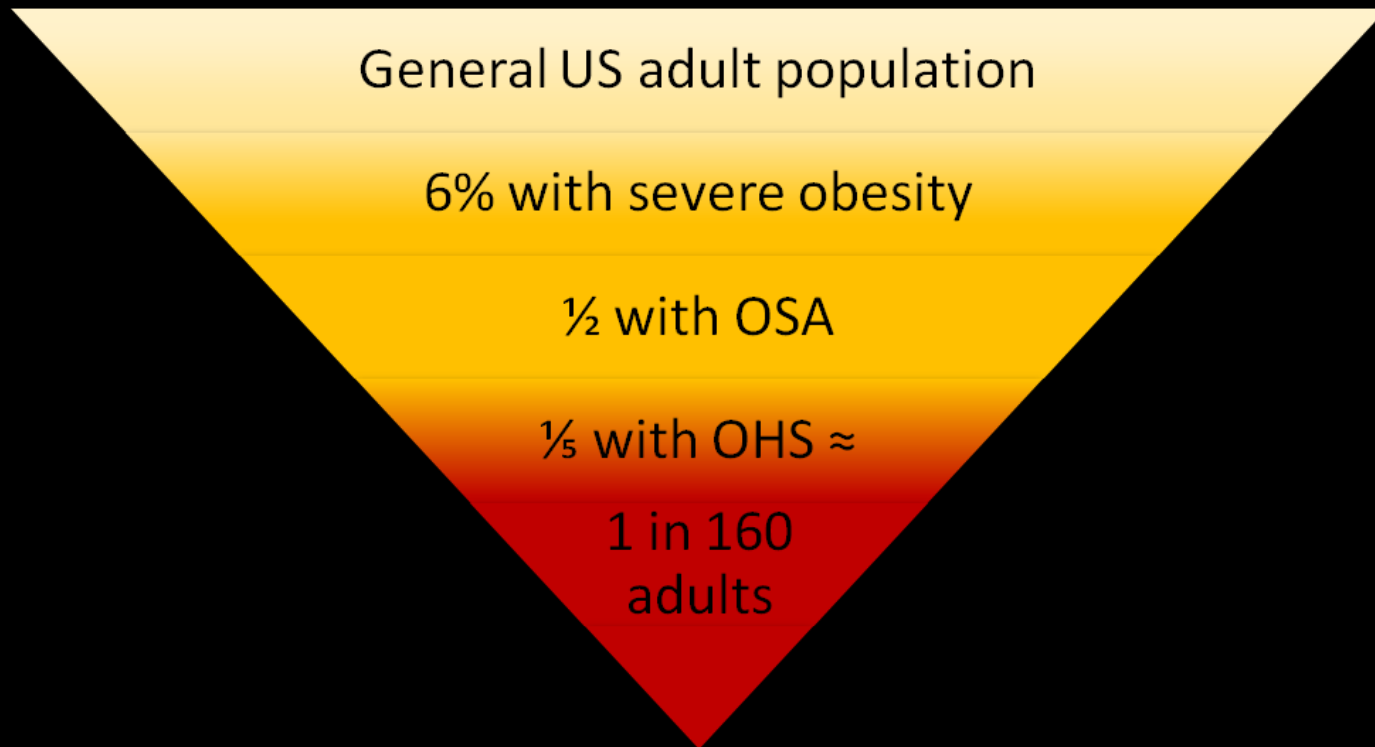 General US adult population
6% with severe obesity
½ with OSA
⅕ with OHS ≈
1 in 160
adults